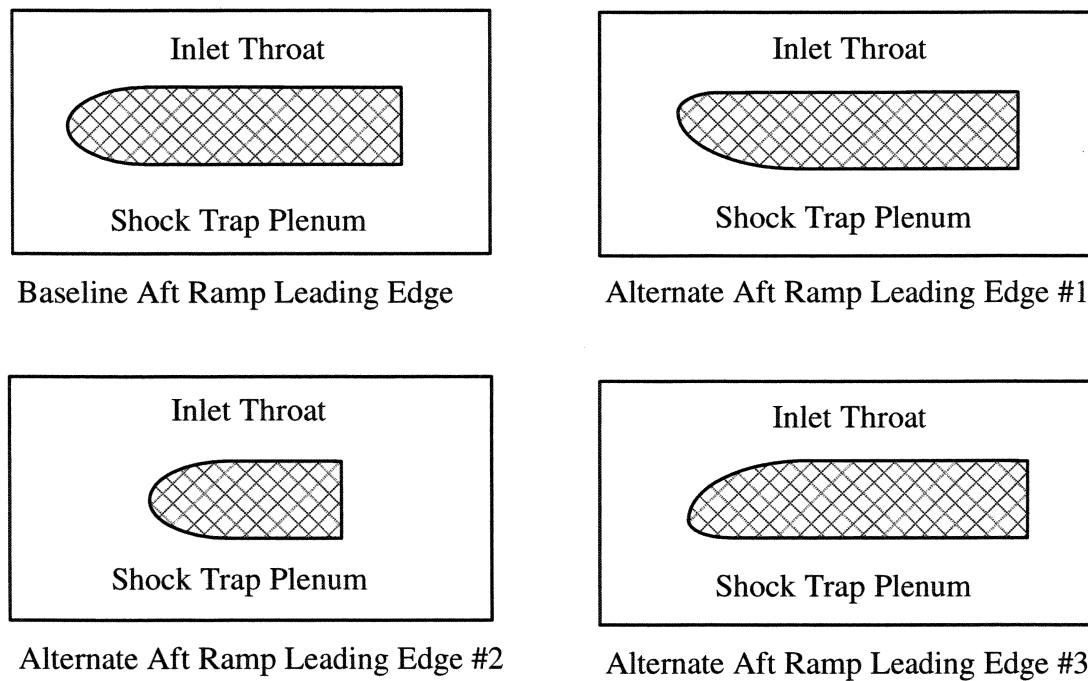 Inlet Throat
Shock Trap Plenum
Baseline Aft Ramp Leading Edge
Inlet Throat
Shock Trap Plenum
Alternate Aft Ramp Leading Edge #1
Inlet Throat
Shock Trap Plenum
Alternate Aft Ramp Leading Edge #2
Inlet Throat
Shock Trap Plenum
Alternate Aft Ramp Leading Edge #3